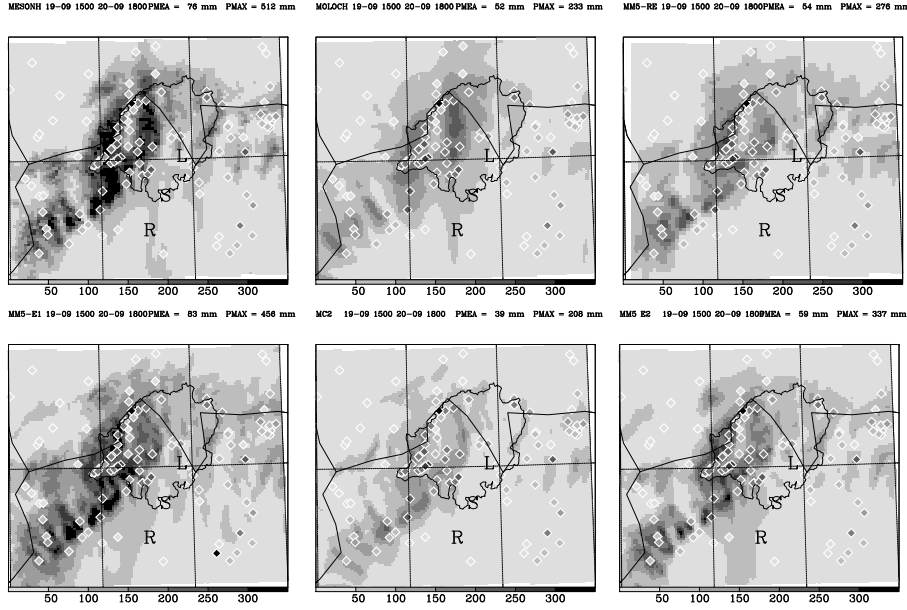 MESONH 19-09 1500 20-09 1800 PMEA = 76 mm PMAX = 512 mm
MOLOCH 19-09 1500 20-09 1800 PMEA = 52 mm PMAX = 233 mm
MM5-RE 19-09 1500 20-09 1800 PMEA = 54 mm PMAX = 276 mm
L
R
50 100 150 200 250 300
L
R
50 100 150 200 250 300
L
R
50 100 150 200 250 300
MM5-E1 19-09 1500 20-09 1800 PMEA = 83 mm PMAX = 456 mm
MC2 19-09 1500 20-09 1800 PMEA = 39 mm PMAX = 208 mm
MM5 E2 19-09 1500 20-09 1800 PMEA = 59 mm PMAX = 337 mm
L
R
50 100 150 200 250 300
L
R
50 100 150 200 250 300
L
R
50 100 150 200 250 300